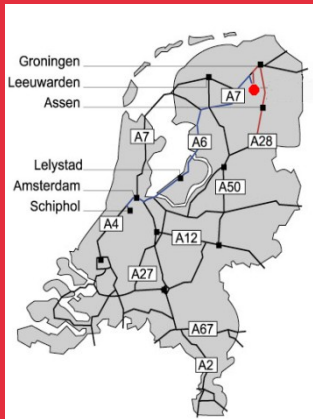 Groningen
Leeuwarden
Assen
A7
A7
A6
A28
Lelystad
Amsterdam
Schiphol
A50
A4
A12
A27
A67
A2